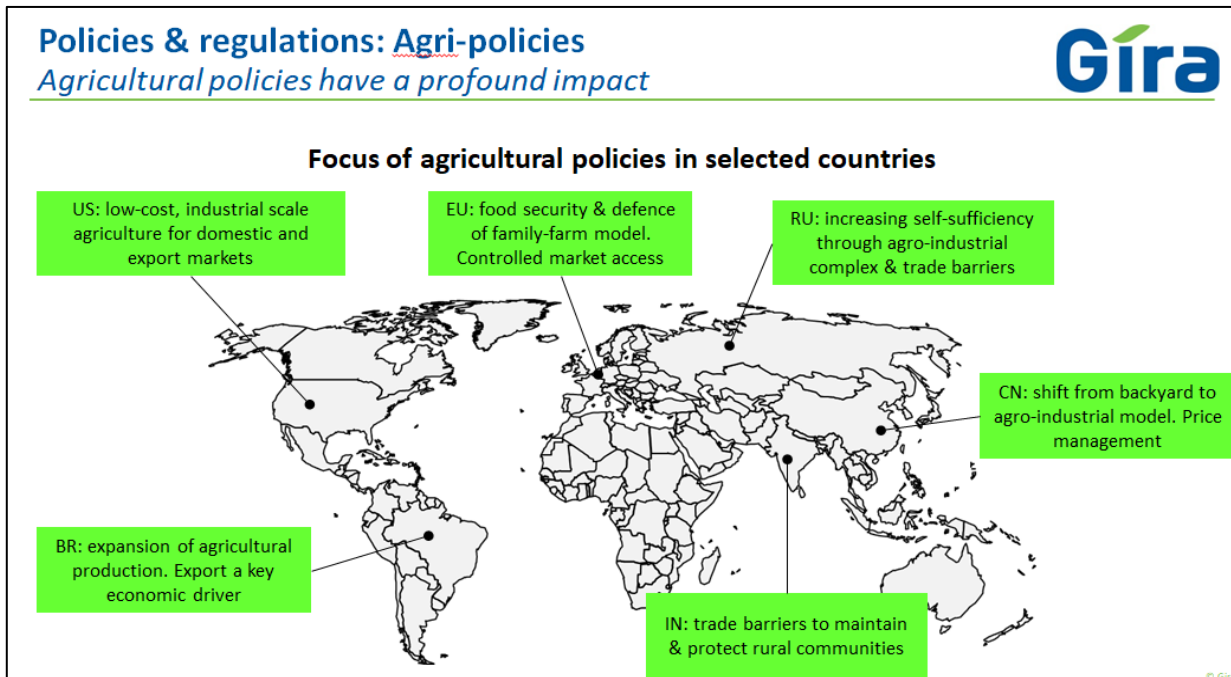 Policies & regulations: Agri-policies
Agricultural policies have a profound impact
Gira
Focus of agricultural policies in selected countries
US: low-cost, industrial scale
agriculture for domestic and
export markets
EU: food security & defence
of family-farm model.
Controlled market access
RU: increasing self-sufficiency
through agro-industrial
complex & trade barriers
CN: shift from backyard to
agro-industrial model. Price
management
BR: expansion of agricultural
production. Export a key
economic driver
IN: trade barriers to maintain
& protect rural communities